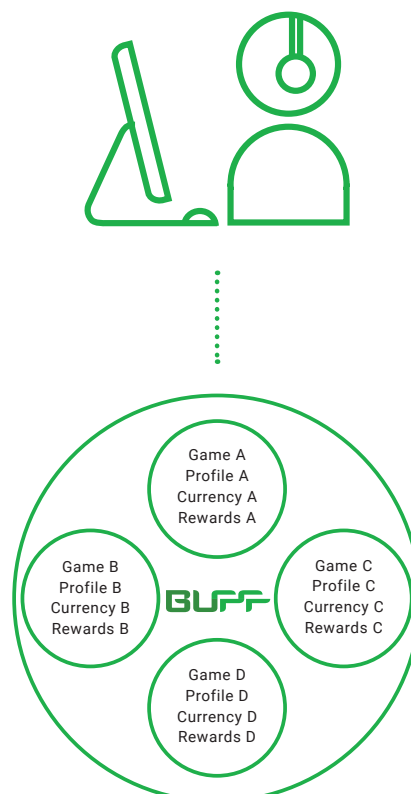 Game A
Profile A
Currency A
Rewards A
Game B
Profile B
Currency B
Rewards B
BUFF
Game C
Profile C
Currency C
Rewards C
Game D
Profile D
Currency D
Rewards D